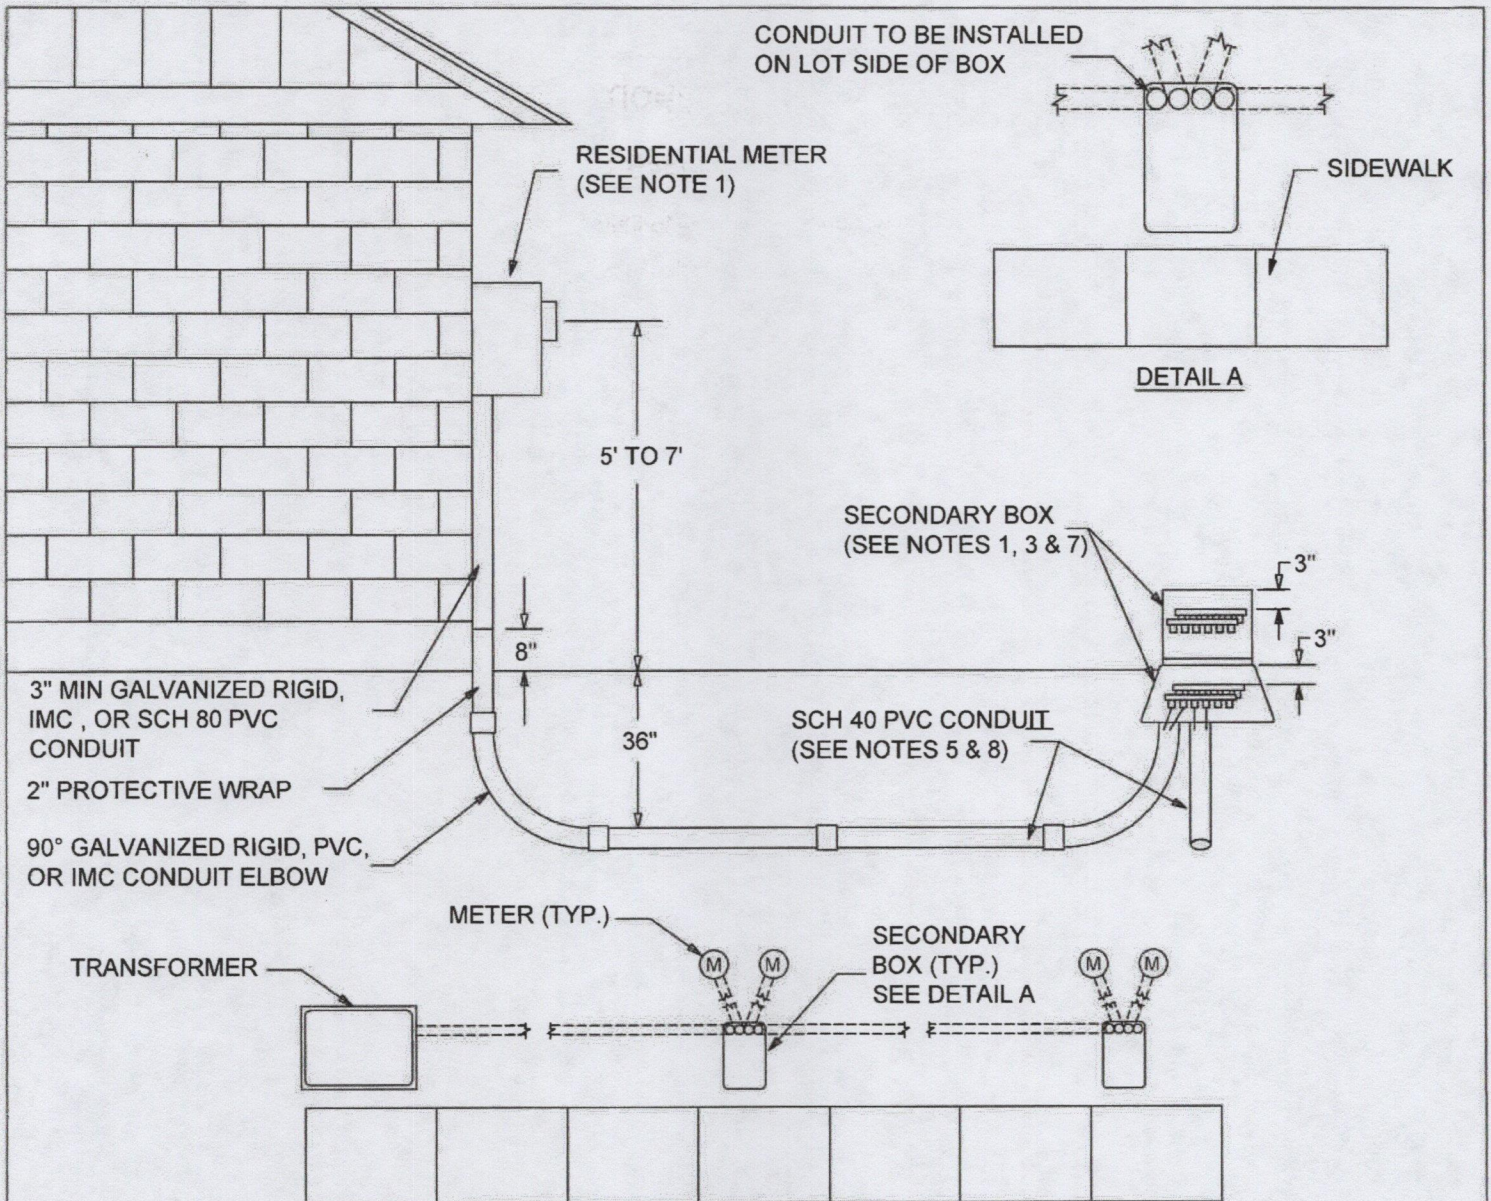 CONDUIT TO BE INSTALLED
ON LOT SIDE OF BOX
RESIDENTIAL METER
(SEE NOTE 1)
SIDEWALK
DETAIL A
5' TO 7'
SECONDARY BOX
(SEE NOTES 1, 3 & 7)
3"
3"
8"
3" MIN GALVANIZED RIGID,
IMC , OR SCH 80 PVC
CONDUIT
36"
SCH 40 PVC CONDUIT
(SEE NOTES 5 & 8)
2" PROTECTIVE WRAP
90° GALVANIZED RIGID, PVC,
OR IMC CONDUIT ELBOW
METER (TYP.)
TRANSFORMER
SECONDARY
BOX (TYP.)
SEE DETAIL A
M
M
M
M